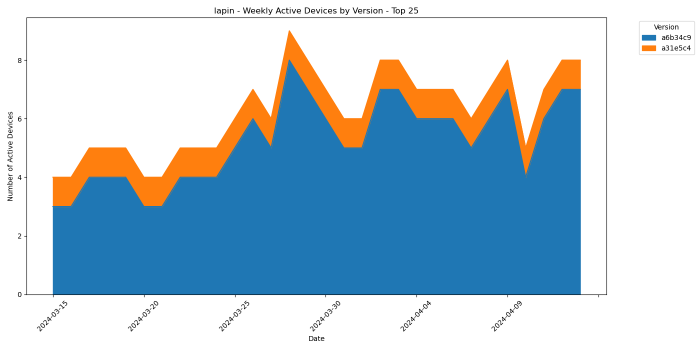 lapin - Weekly Active Devices by Version - Top 25
Version
a6b34c9
a31e5c4
Number of Active Devices
8
6
4
2
0
2024-03-15
2024-03-20
2024-03-25
2024-03-30
2024-04-04
2024-04-09
Date